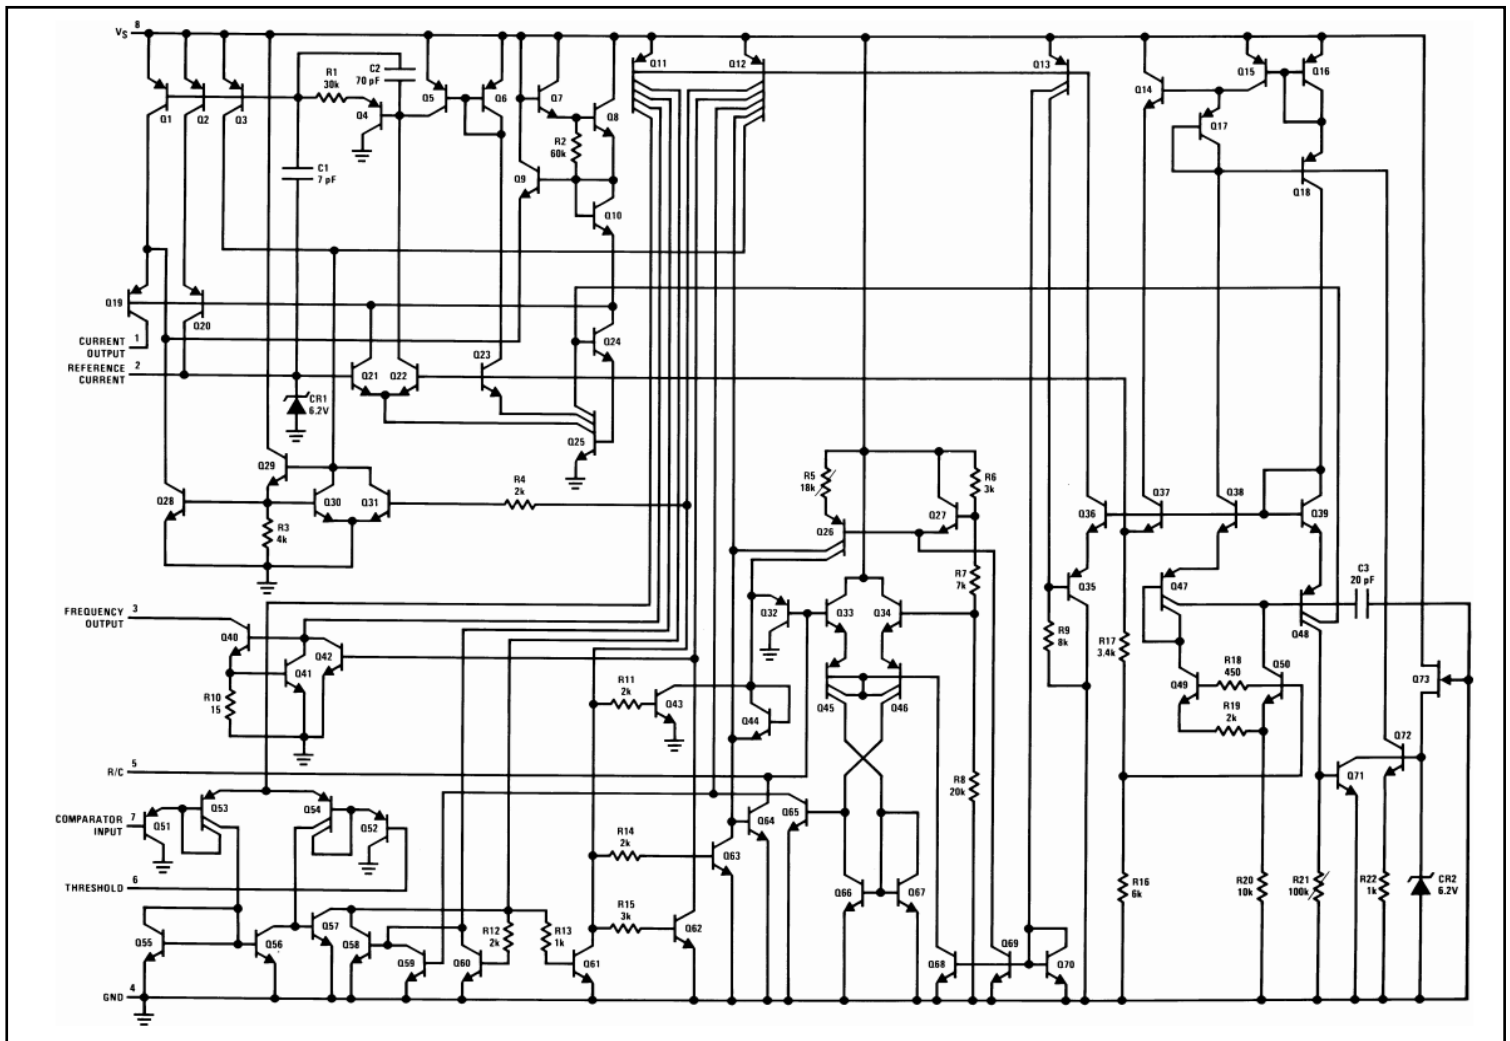 VS 8
Q1
Q2
Q3
R1
30k
C2
70 pF
Q4
Q5
Q6
Q7
Q8
R2
60k
Q9
Q10
Q11
Q12
Q13
Q14
Q15
Q16
Q17
Q18
C1
7 pF
Q19
Q20
CURRENT OUTPUT 1
REFERENCE CURRENT 2
Q21
Q22
Q23
Q24
Q25
CR1
6.2V
Q28
Q29
Q30
Q31
R3
4k
R4
2k
R5
18k
Q26
Q27
R6
3k
R7
7k
Q32
Q33
Q34
Q35
Q36
Q37
Q38
Q39
FREQUENCY OUTPUT 3
Q40
Q41
Q42
R10
15
R11
2k
Q43
Q44
Q45
Q46
R8
20k
R9
8k
R17
3.4k
Q47
Q48
C3
20 pF
Q49
R18
450
Q50
R19
2k
Q73
Q72
Q71
R/C 5
COMPARATOR INPUT 7
THRESHOLD 6
Q51
Q53
Q54
Q52
Q55
Q56
Q57
Q58
Q59
Q60
R12
2k
R13
1k
Q61
R14
2k
R15
3k
Q62
Q63
Q64
Q65
Q66
Q67
Q68
Q69
Q70
R16
6k
R20
10k
R21
100k
R22
1k
CR2
6.2V
GND 4